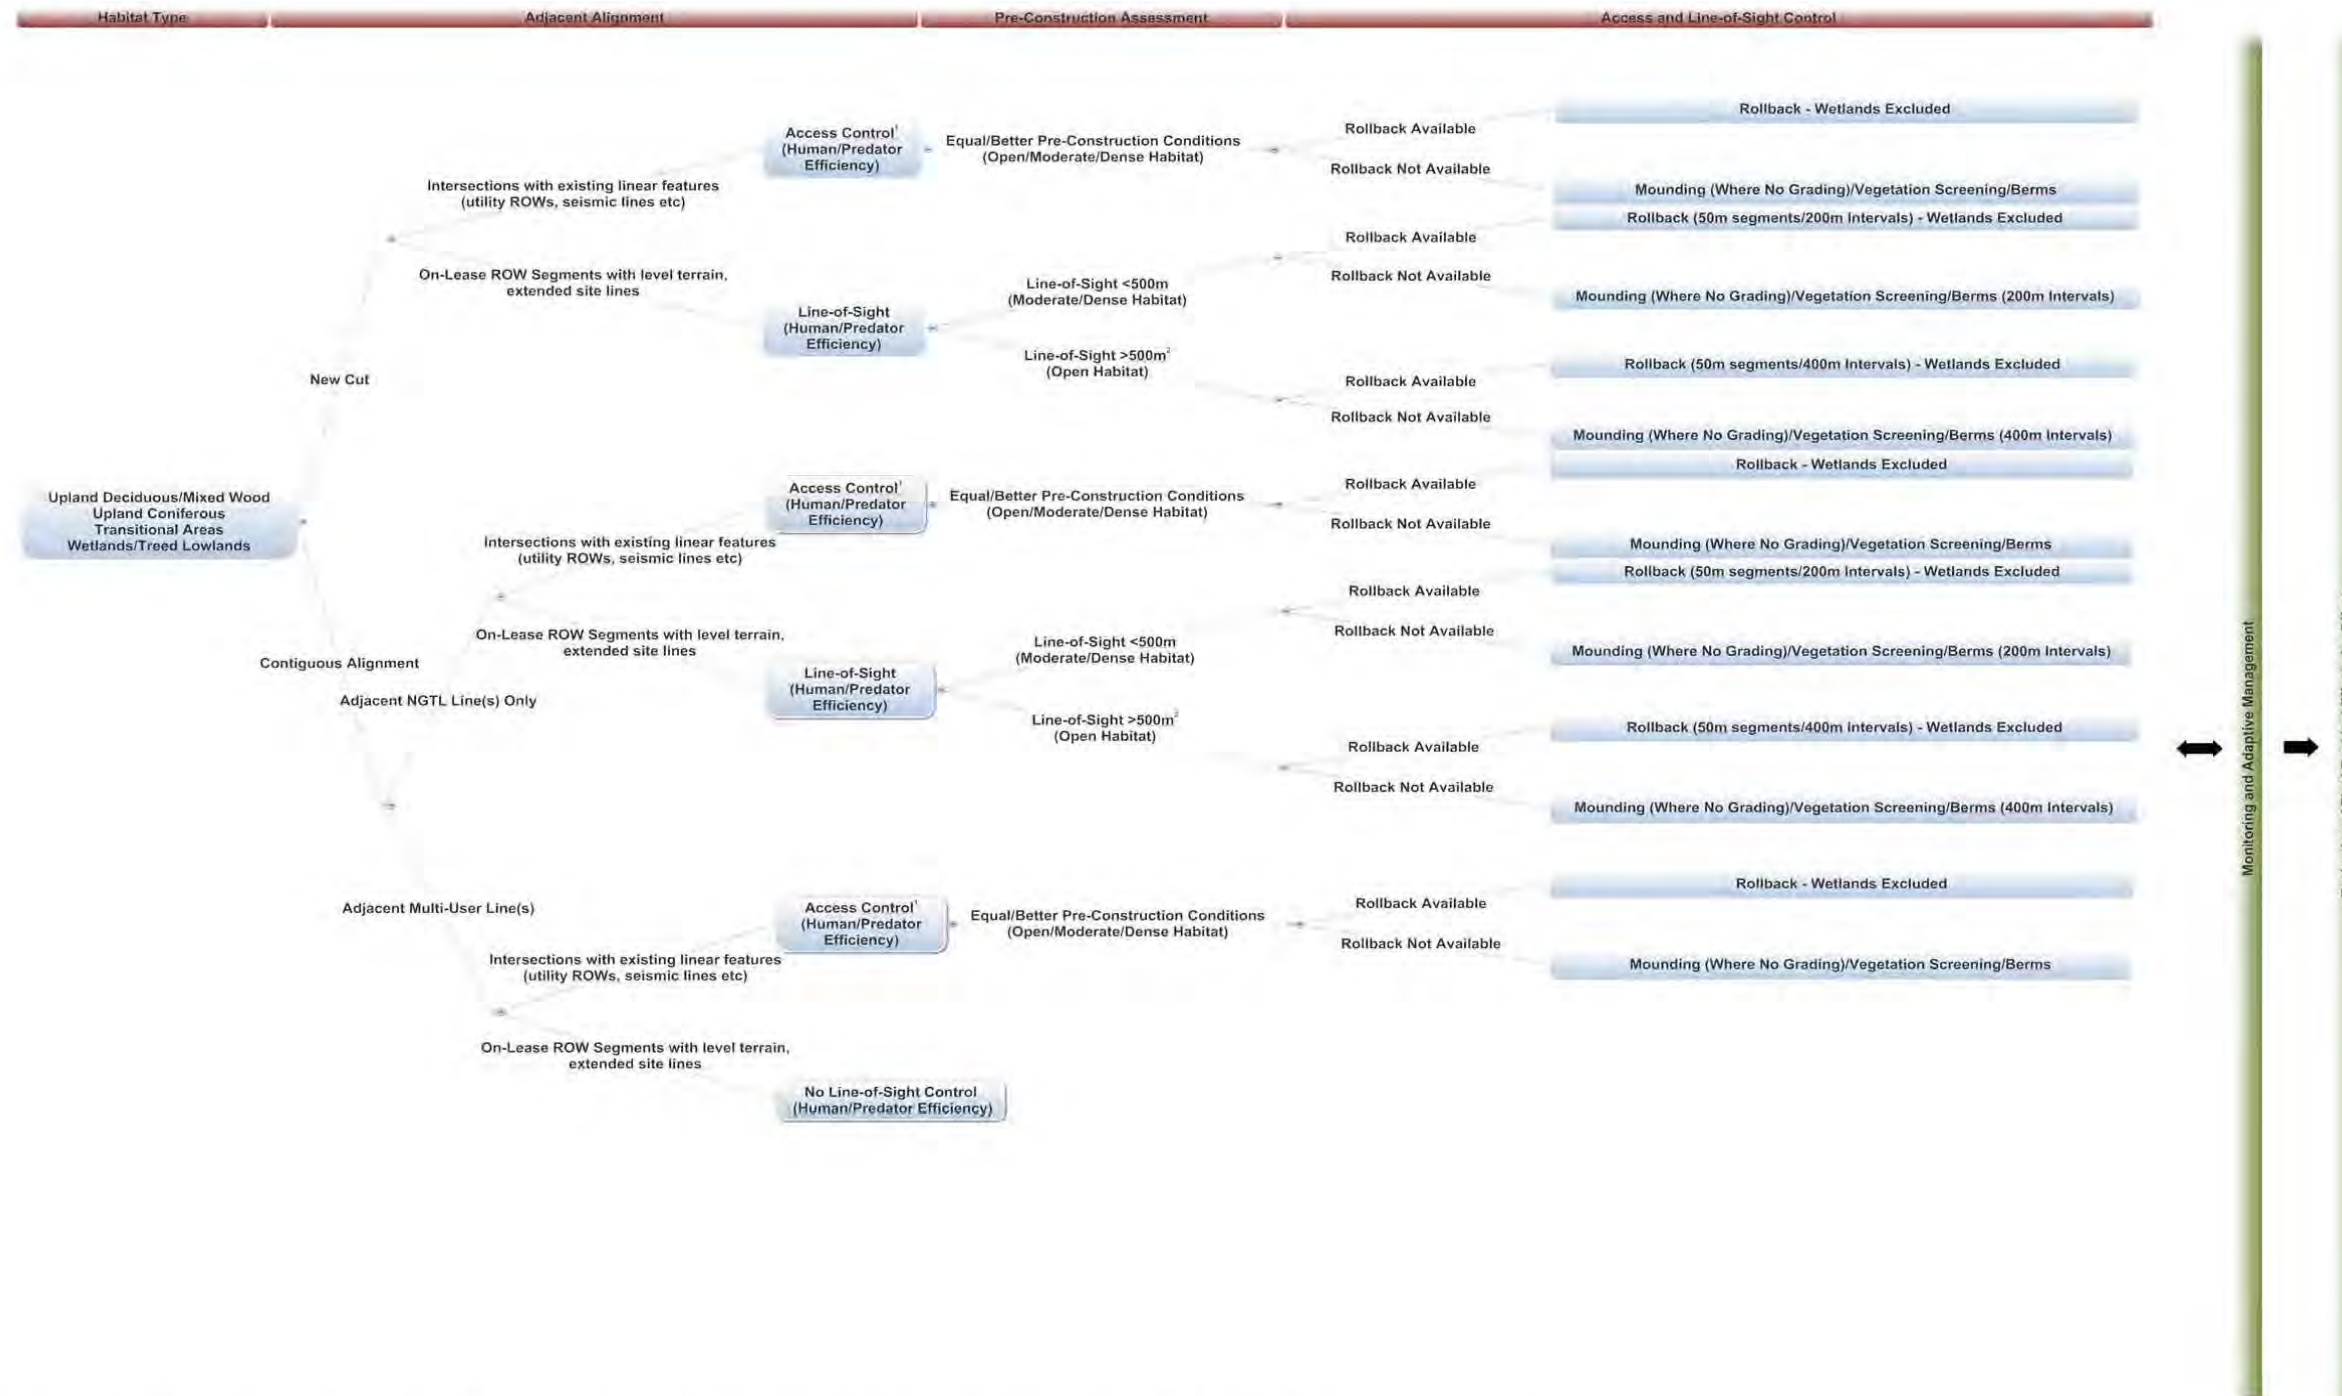 Habitat Type
Adjacent Alignment
Pre-Construction Assessment
Access and Line-of-Sight Control
Upland Deciduous/Mixed Wood
Upland Coniferous
Transitional Areas
Wetlands/Treed Lowlands
New Cut
Intersections with existing linear features
(utility ROWs, seismic lines etc)
Access Control¹
(Human/Predator
Efficiency)
Equal/Better Pre-Construction Conditions
(Open/Moderate/Dense Habitat)
Rollback Available
Rollback - Wetlands Excluded
Rollback Not Available
Mounding (Where No Grading)/Vegetation Screening/Berms
On-Lease ROW Segments with level terrain,
extended site lines
Line-of-Sight
(Human/Predator
Efficiency)
Line-of-Sight <500m
(Moderate/Dense Habitat)
Rollback Available
Rollback (50m segments/200m Intervals) - Wetlands Excluded
Rollback Not Available
Mounding (Where No Grading)/Vegetation Screening/Berms (200m Intervals)
Line-of-Sight >500m²
(Open Habitat)
Rollback Available
Rollback (50m segments/400m Intervals) - Wetlands Excluded
Rollback Not Available
Mounding (Where No Grading)/Vegetation Screening/Berms (400m Intervals)
Contiguous Alignment
Adjacent NGTL Line(s) Only
Intersections with existing linear features
(utility ROWs, seismic lines etc)
Access Control¹
(Human/Predator
Efficiency)
Equal/Better Pre-Construction Conditions
(Open/Moderate/Dense Habitat)
Rollback Available
Rollback - Wetlands Excluded
Rollback Not Available
Mounding (Where No Grading)/Vegetation Screening/Berms
On-Lease ROW Segments with level terrain,
extended site lines
Line-of-Sight
(Human/Predator
Efficiency)
Line-of-Sight <500m
(Moderate/Dense Habitat)
Rollback Available
Rollback (50m segments/200m Intervals) - Wetlands Excluded
Rollback Not Available
Mounding (Where No Grading)/Vegetation Screening/Berms (200m Intervals)
Line-of-Sight >500m²
(Open Habitat)
Rollback Available
Rollback (50m segments/400m Intervals) - Wetlands Excluded
Rollback Not Available
Mounding (Where No Grading)/Vegetation Screening/Berms (400m Intervals)
Adjacent Multi-User Line(s)
Intersections with existing linear features
(utility ROWs, seismic lines etc)
Access Control¹
(Human/Predator
Efficiency)
Equal/Better Pre-Construction Conditions
(Open/Moderate/Dense Habitat)
Rollback Available
Rollback - Wetlands Excluded
Rollback Not Available
Mounding (Where No Grading)/Vegetation Screening/Berms
On-Lease ROW Segments with level terrain,
extended site lines
No Line-of-Sight Control
(Human/Predator Efficiency)
Monitoring and Adaptive Management